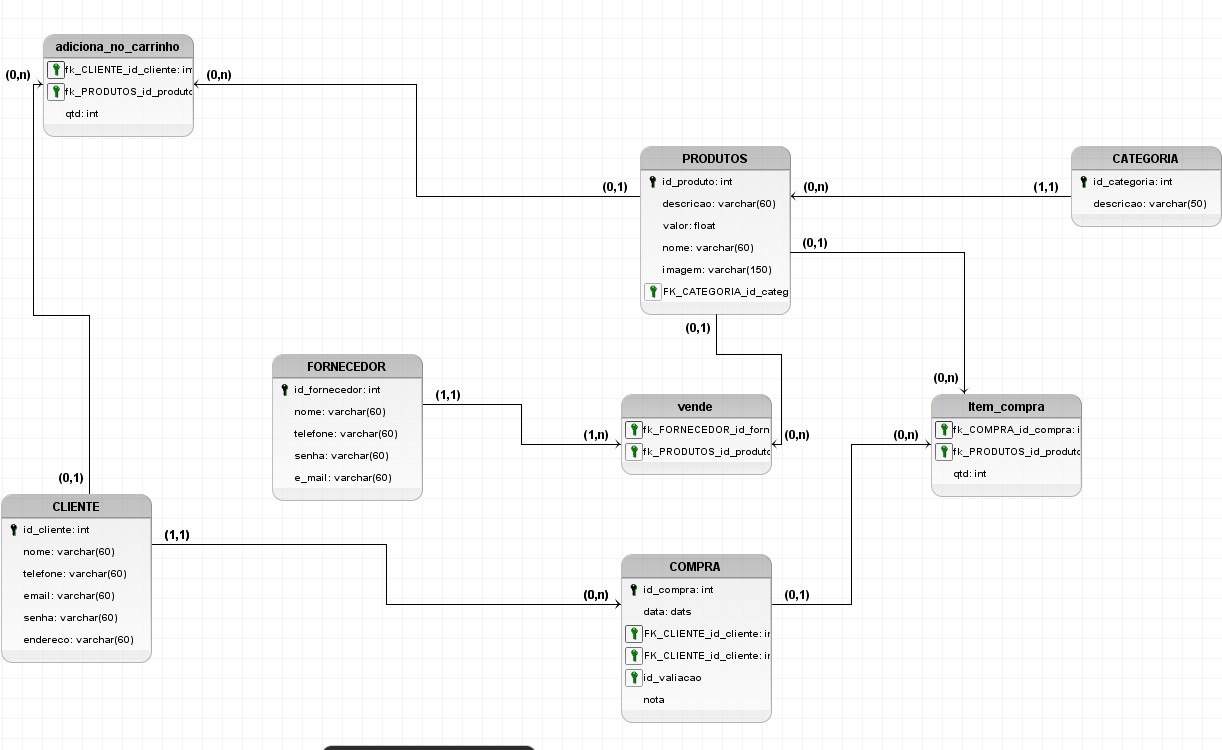 adiciona_no_carrinho
(0,n)
fk_CLIENTE_id_cliente: in
(0,n)
fk_PRODUTOS_id_produto
qtd: int
PRODUTOS
id_produto: int
descricao: varchar(60)
valor: float
nome: varchar(60)
imagem: varchar(150)
FK_CATEGORIA_id_categ
(0,1)
(0,n)
(1,1)
CATEGORIA
id_categoria: int
descricao: varchar(50)
(0,1)
(0,1)
FORNECEDOR
id_fornecedor: int
nome: varchar(60)
telefone: varchar(60)
senha: varchar(60)
e_mail: varchar(60)
(1,1)
(1,n)
vende
fk_FORNECEDOR_id_forn
fk_PRODUTOS_id_produto
(0,n)
(0,n)
Item_compra
fk_COMPRA_id_compra: i
fk_PRODUTOS_id_produto
qtd: int
(0,n)
(0,1)
CLIENTE
id_cliente: int
nome: varchar(60)
telefone: varchar(60)
email: varchar(60)
senha: varchar(60)
endereco: varchar(60)
(1,1)
(0,n)
COMPRA
id_compra: int
data: dats
FK_CLIENTE_id_cliente: in
FK_CLIENTE_id_cliente: in
id_valiacao
nota
(0,1)